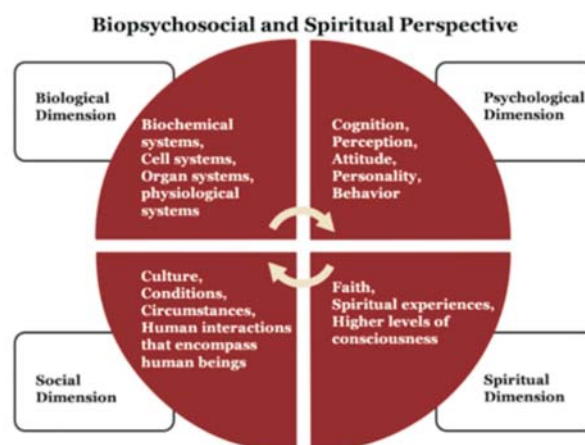 Biopsychosocial and Spiritual Perspective
Biological
Dimension
Biochemical
systems,
Cell systems,
Organ systems,
physiological
systems
Cognition,
Perception,
Attitude,
Personality,
Behavior
Psychological
Dimension
Social
Dimension
Culture,
Conditions,
Circumstances,
Human interactions
that encompass
human beings
Faith,
Spiritual experiences,
Higher levels of
consciousness
Spiritual
Dimension